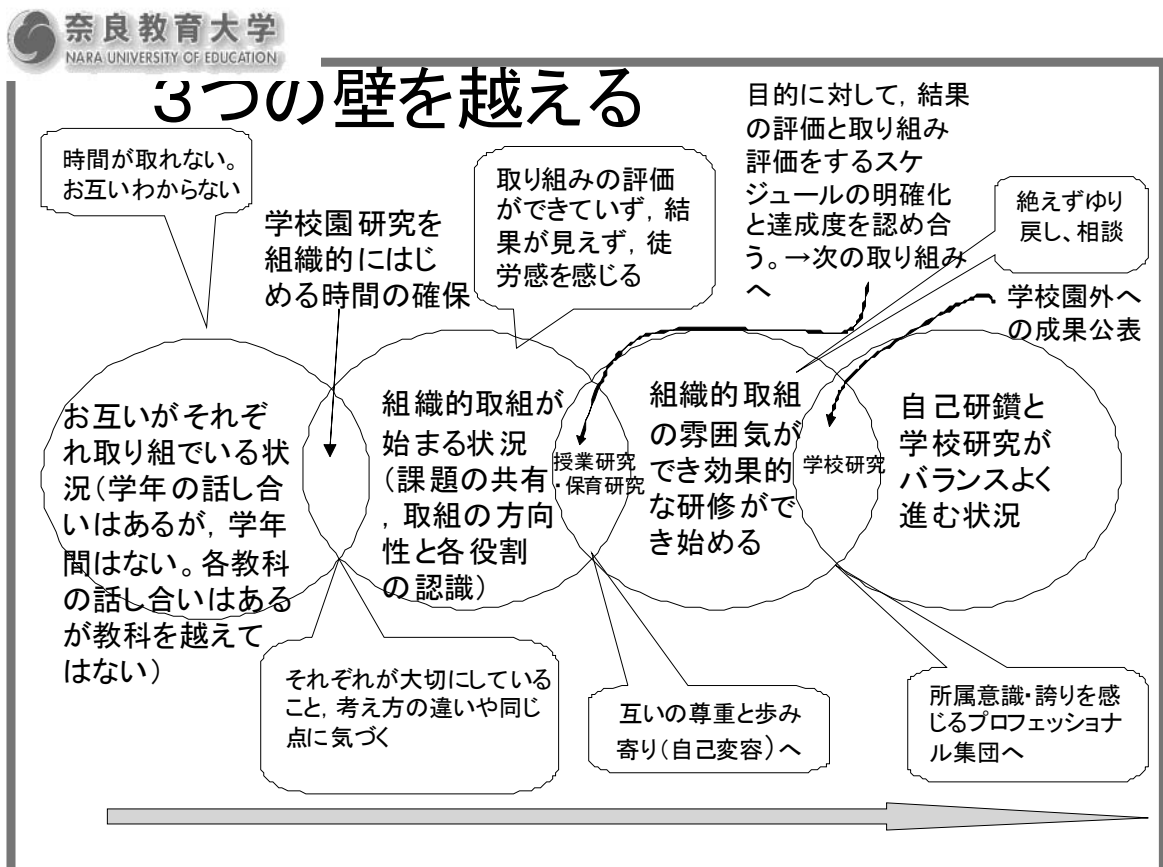 奈良教育大学
NARA UNIVERSITY OF EDUCATION
3つの壁を越える
時間が取れない。
お互いわからない
学校園研究を
組織的にはじ
める時間の確保
取り組みの評価
ができていず,結
果が見えず,徒
労感を感じる
目的に対して,結果
の評価と取り組み
評価をするスケ
ジュールの明確化
と達成度を認め合
う。→次の取り組み
へ
絶えずゆり
戻し、相談
学校園外へ
の成果公表
お互いがそれぞ
れ取り組でいる状
況(学年の話し合
いはあるが,学年
間はない。各教科
の話し合いはある
が教科を越えて
はない)
組織的取組が
始まる状況
(課題の共有
,取組の方向
性と各役割
の認識)
授業研究
・保育研究
組織的取組
の雰囲気が
でき効果的
な研修がで
き始める
学校研究
自己研鑽と
学校研究が
バランスよく
進む状況
それぞれが大切にしている
こと,考え方の違いや同じ
点に気づく
互いの尊重と歩み
寄り(自己変容)へ
所属意識・誇りを感
じるプロフェッショナ
ル集団へ